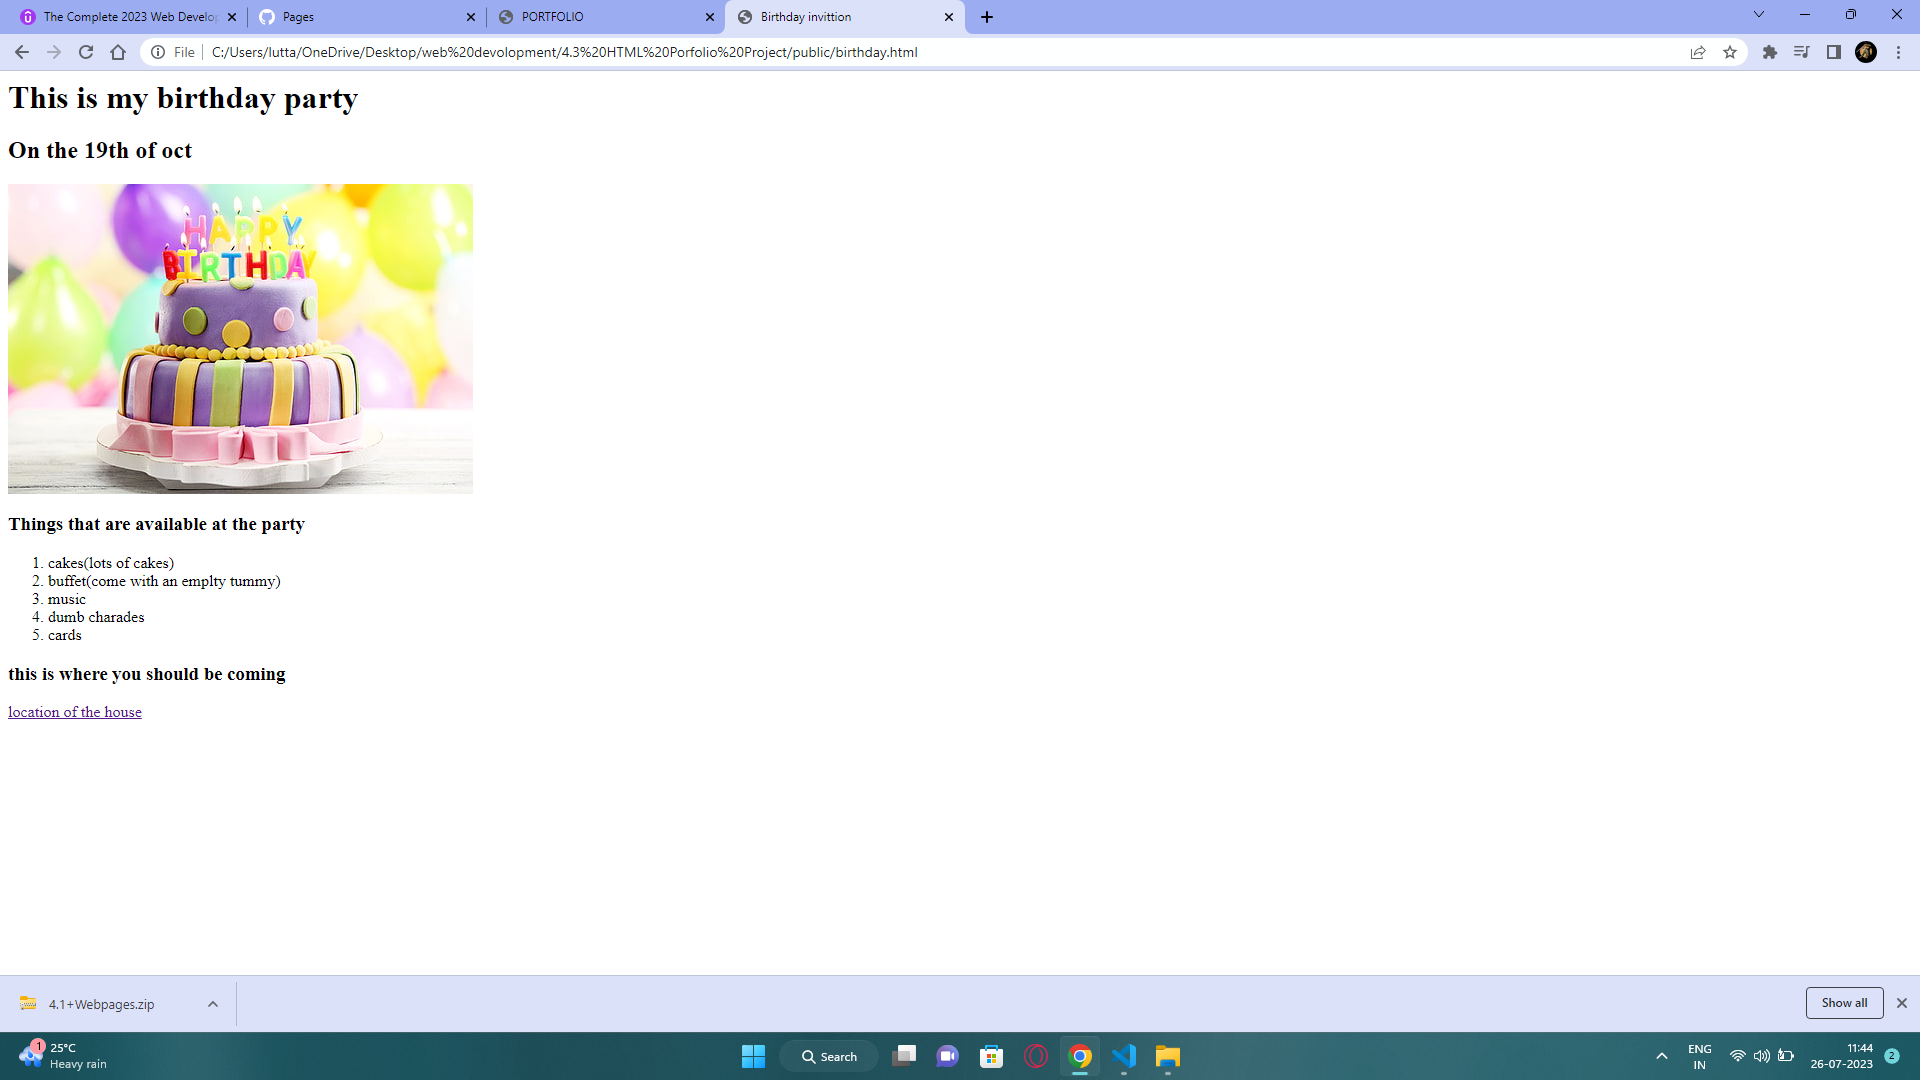 The Complete 2023 Web Develop
Pages
PORTFOLIO
Birthday invittion
File
C:/Users/lutta/OneDrive/Desktop/web%20devolopment/4.3%20HTML%20Porfolio%20Project/public/birthday.html
This is my birthday party
On the 19th of oct
HAPPY
BIRTHDAY
Things that are available at the party
1. cakes(lots of cakes)
2. buffet(come with an emplty tummy)
3. music
4. dumb charades
5. cards
this is where you should be coming
location of the house
4.1+Webpages.zip
Show all
1
25°C
Heavy rain
Search
ENG
IN
11:44
26-07-2023
2